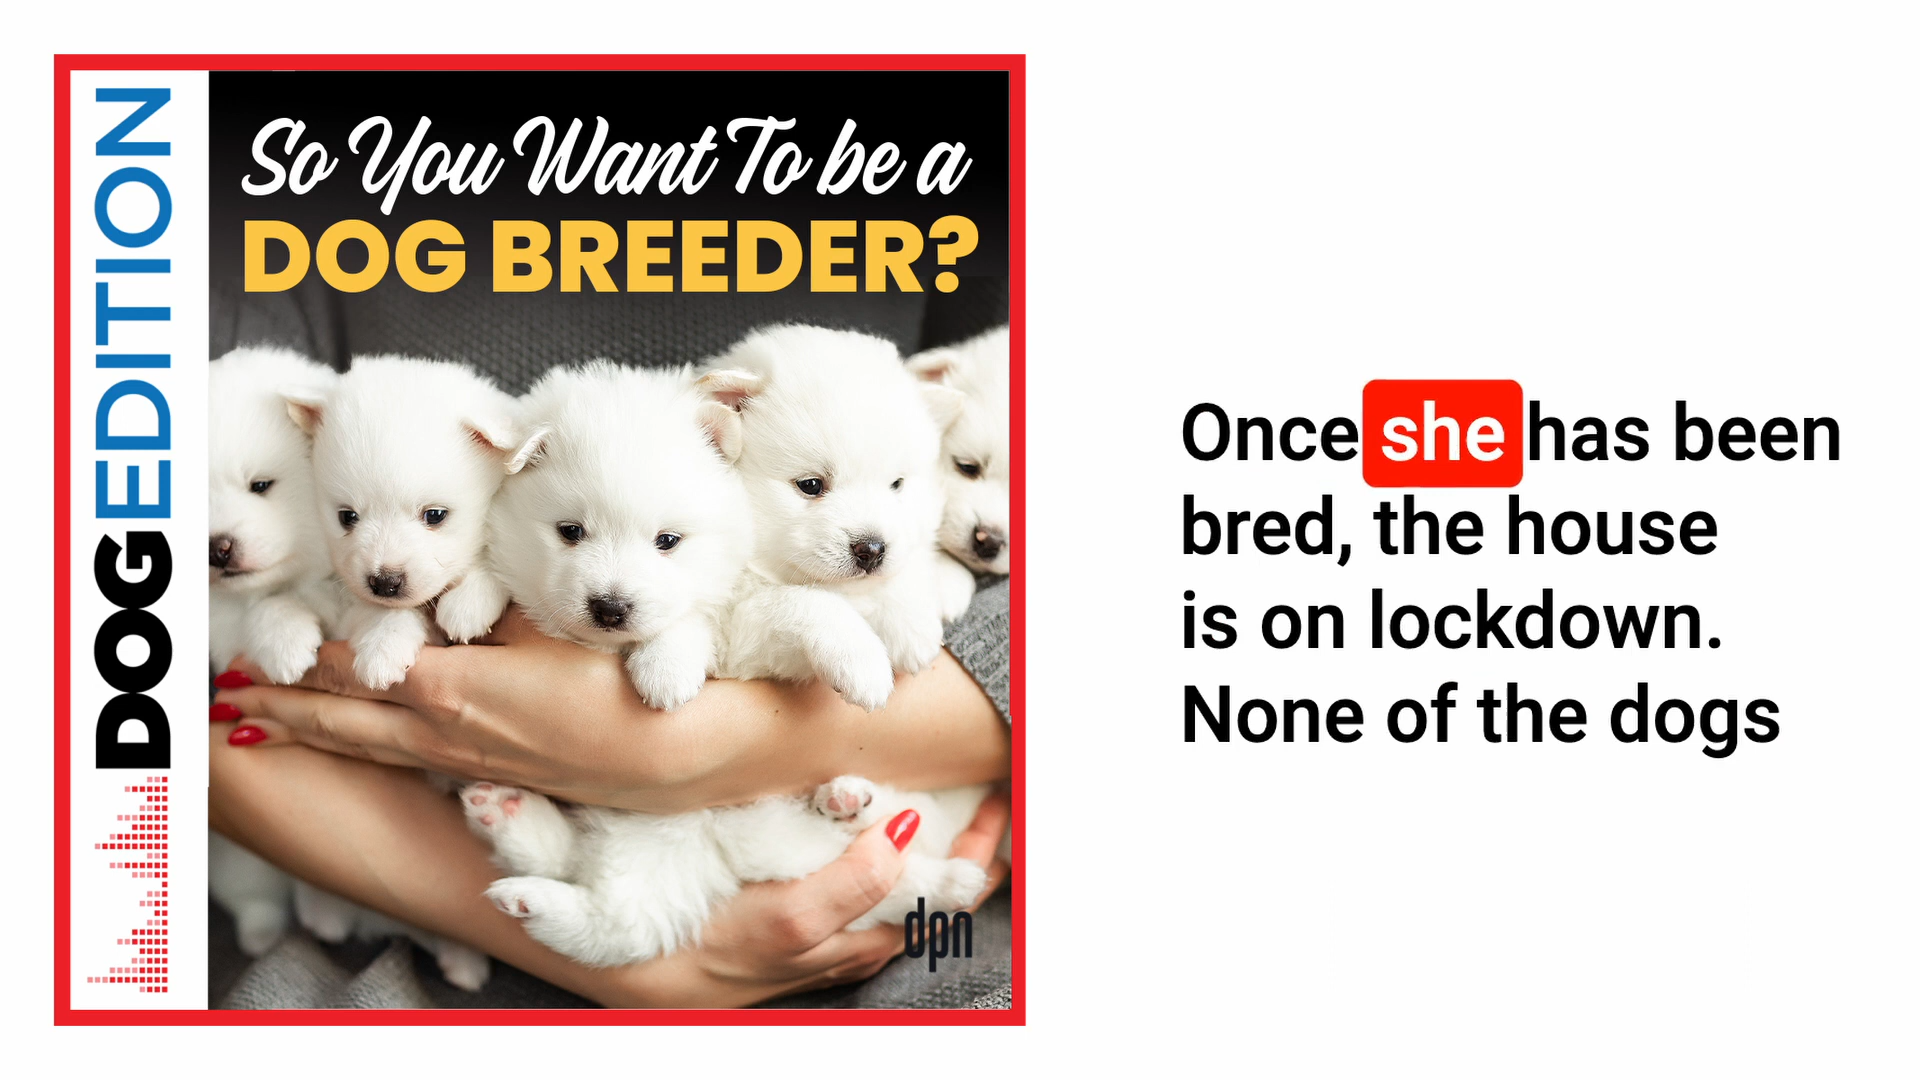 DOGEDITION
So You Want To be a
DOG BREEDER?
dpn
Once she has been
bred, the house
is on lockdown.
None of the dogs